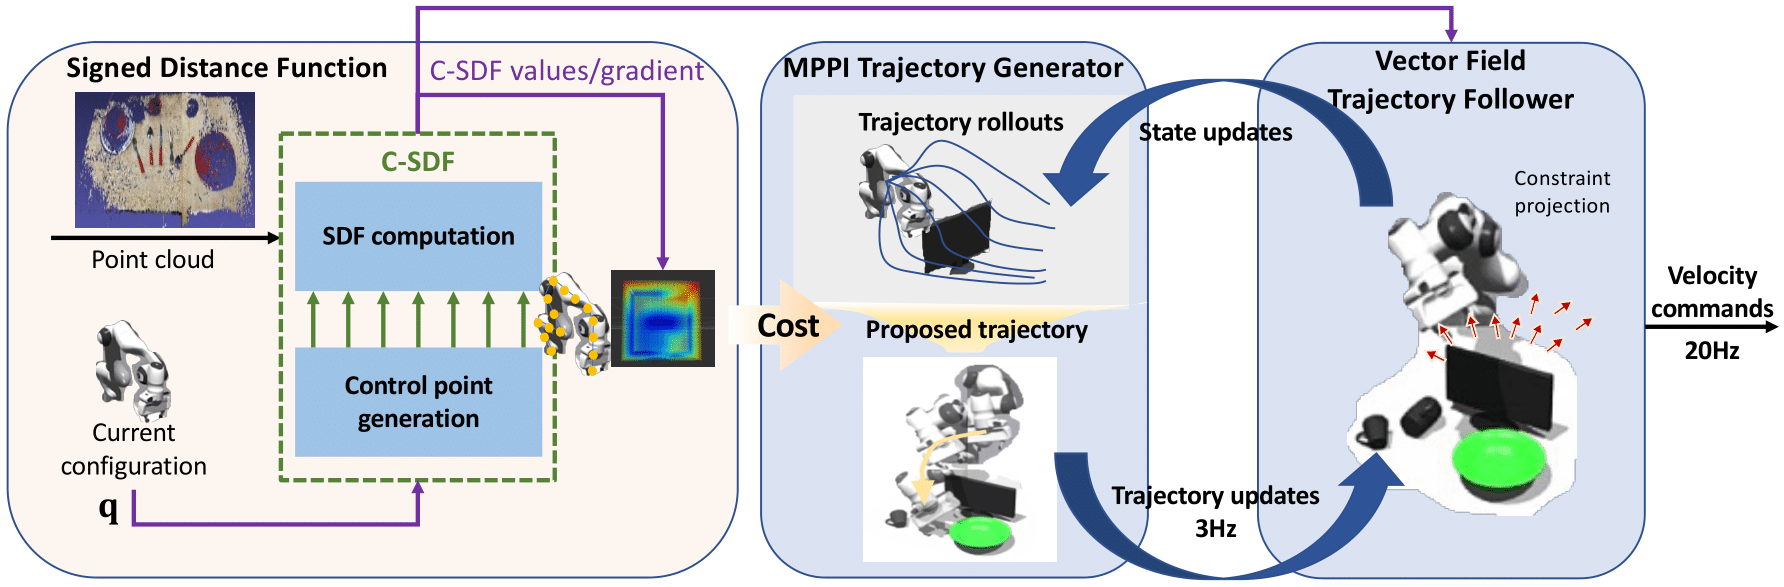 Signed Distance Function
C-SDF values/gradient
Point cloud
C-SDF
SDF computation
Control point
generation
Current
configuration
q
Cost
MPPI Trajectory Generator
Trajectory rollouts
Proposed trajectory
State updates
Trajectory updates
3Hz
Vector Field
Trajectory Follower
Constraint
projection
Velocity
commands
20Hz